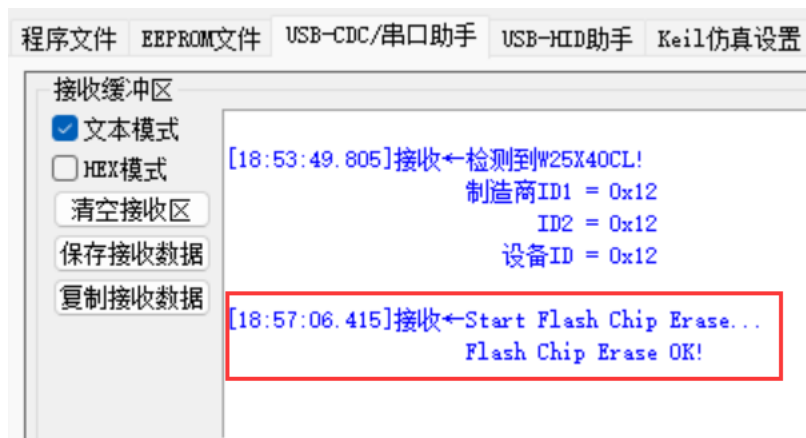 程序文件 EEPROM文件 USB-CDC/串口助手 USB-HID助手 Keil仿真设置
接收缓冲区
文本模式
HEX模式
清空接收区
保存接收数据
复制接收数据
[18:53:49.805]接收←检测到W25X40CL!
制造商ID1 = 0x12
ID2 = 0x12
设备ID = 0x12
[18:57:06.415]接收←Start Flash Chip Erase...
Flash Chip Erase OK!